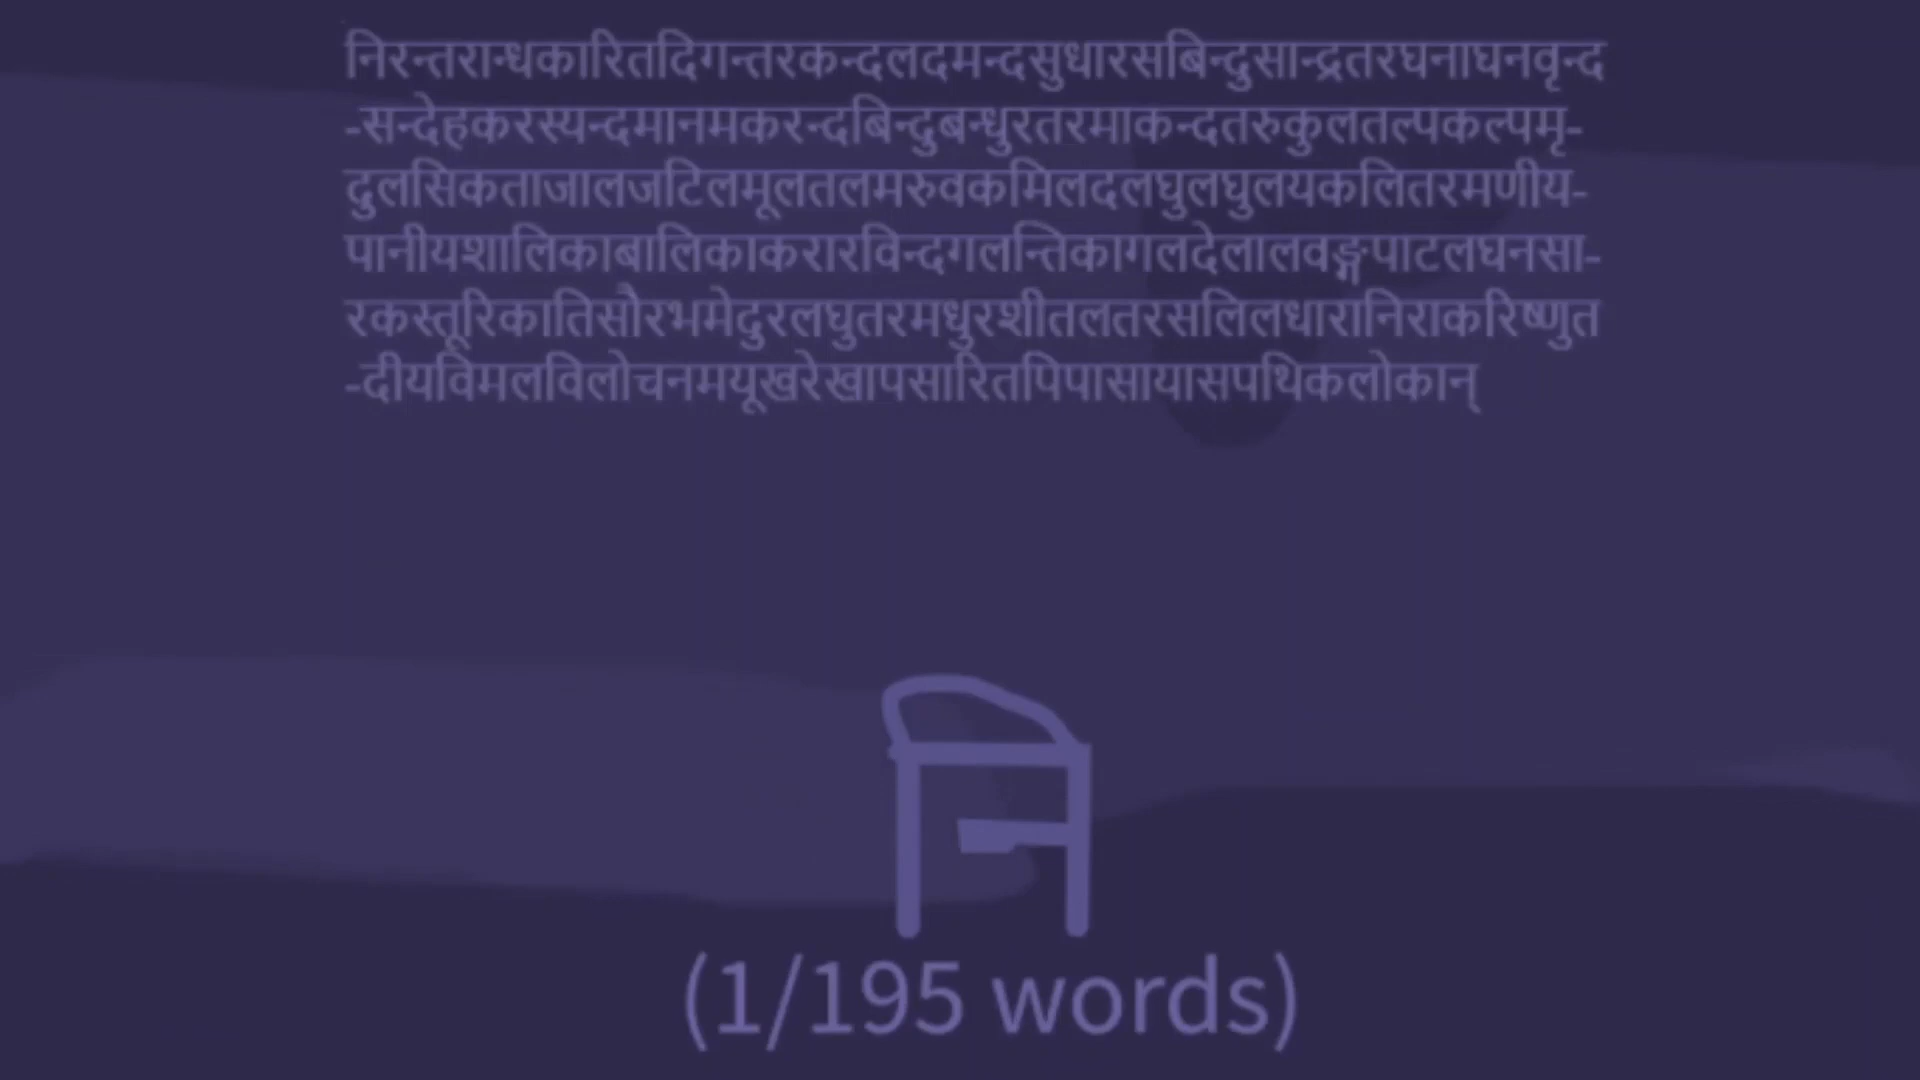 निरन्तरान्धकारितदिगन्तरकन्दलदमन्दसुधारसबिन्दुसान्द्रतरघनाघनवृन्द
-सन्देहकरस्यन्दमानमकरन्दबिन्दुबन्धुरतरमाकन्दतरुकुलतल्पकल्पमृ-
दुलसिकताजालजटिलमूलतलमरुवकमिलदलघुलघुलयकलितरमणीय-
पानीयशालिकाबालिकाकरारविन्दगलन्तिकागलदेलालवङ्गपाटलघनसा-
रकस्तूरिकातिसौरभमेदुरलघुतरमधुरशीतलतरसलिलधारानिराकरिष्णुत
-दीयविमलविलोचनमयूखरेखापसारितपिपासायासपथिकलोकान्
नि
(1/195 words)